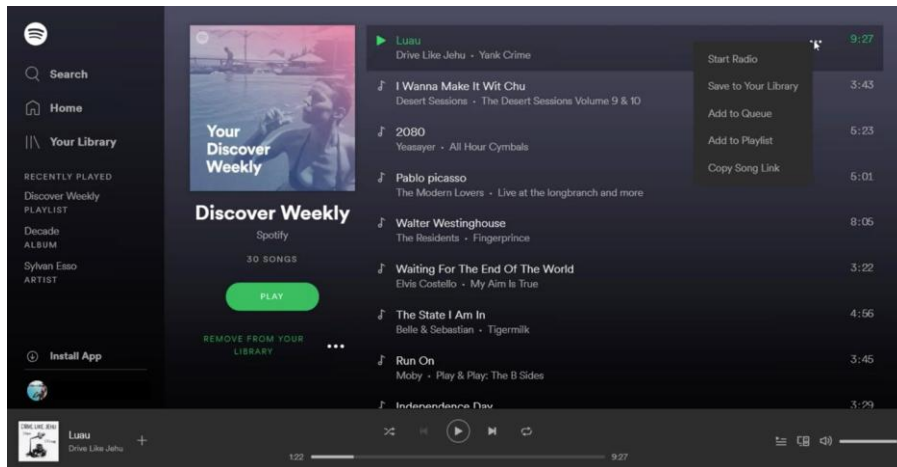 Search
Home
Your Library
RECENTLY PLAYED
Discover Weekly
PLAYLIST
Decade
ALBUM
Sylvan Esso
ARTIST
Install App
Your
Discover
Weekly
Discover Weekly
Spotify
30 SONGS
PLAY
REMOVE FROM YOUR
LIBRARY
Luau 9:27
Drive Like Jehu • Yank Crime
I Wanna Make It Wit Chu 3:43
Desert Sessions • The Desert Sessions Volume 9 & 10
2080 5:23
Yeasayer • All Hour Cymbals
Pablo picasso 5:01
The Modern Lovers • Live at the longbranch and more
Walter Westinghouse 8:05
The Residents • Fingerprince
Waiting For The End Of The World 3:22
Elvis Costello • My Aim Is True
The State I Am In 4:56
Belle & Sebastian • Tigermilk
Run On 3:45
Moby • Play & Play: The B Sides
Independence Day 3:29
Start Radio
Save to Your Library
Add to Queue
Add to Playlist
Copy Song Link
DRIVE LIKE JEHU
Luau
Drive Like Jehu
1:22 9:27